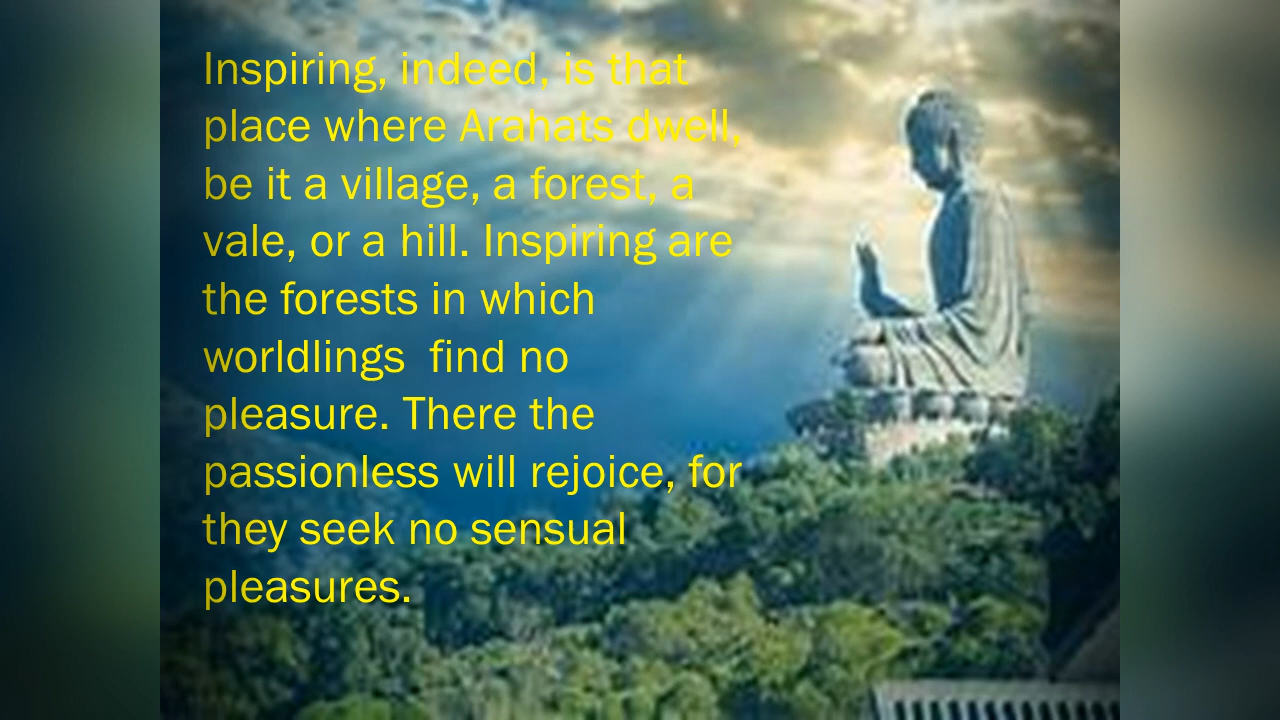 Inspiring, indeed, is that
place where Arahats dwell,
be it a village, a forest, a
vale, or a hill. Inspiring are
the forests in which
worldlings  find no
pleasure. There the
passionless will rejoice, for
they seek no sensual
pleasures.